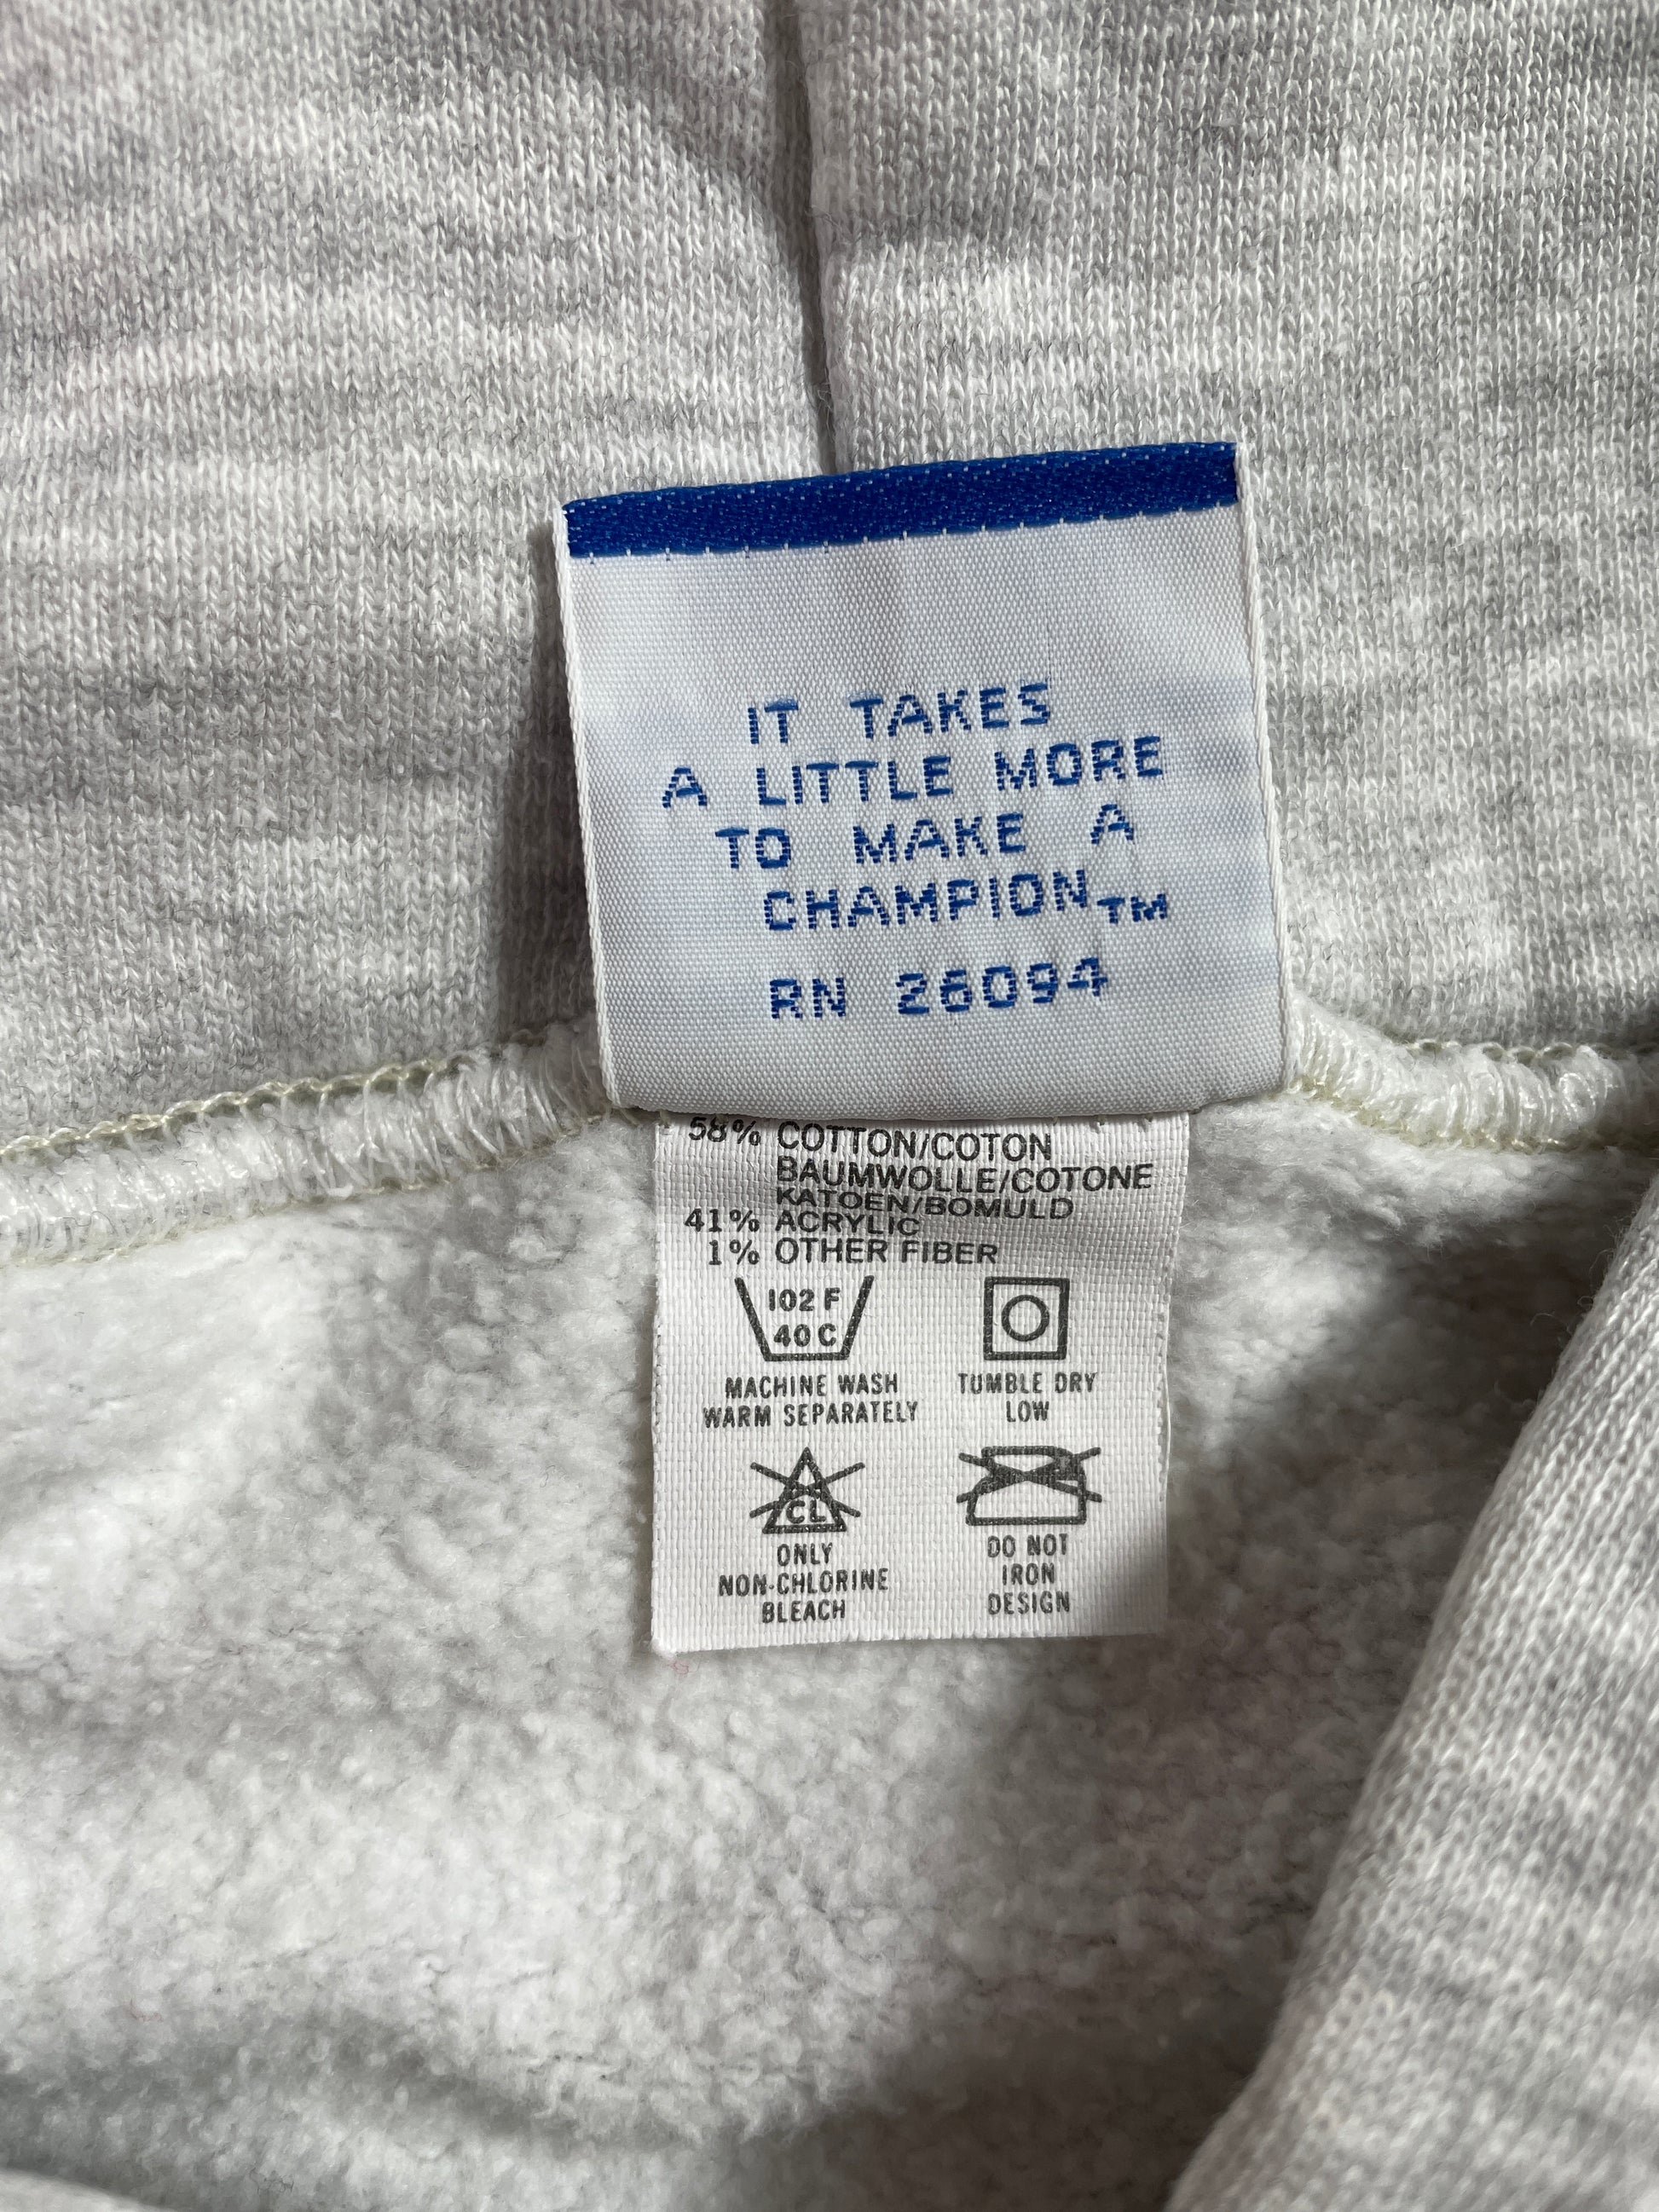 IT TAKES
A LITTLE MORE
TO MAKE A
CHAMPION™
RN 26094
58% COTTON/COTON
BAUMWOLLE/COTONE
KATOEN/BOMULD
41% ACRYLIC
1% OTHER FIBER
102 F
40 C
MACHINE WASH
WARM SEPARATELY
TUMBLE DRY
LOW
CL
ONLY
NON-CHLORINE
BLEACH
DO NOT
IRON
DESIGN